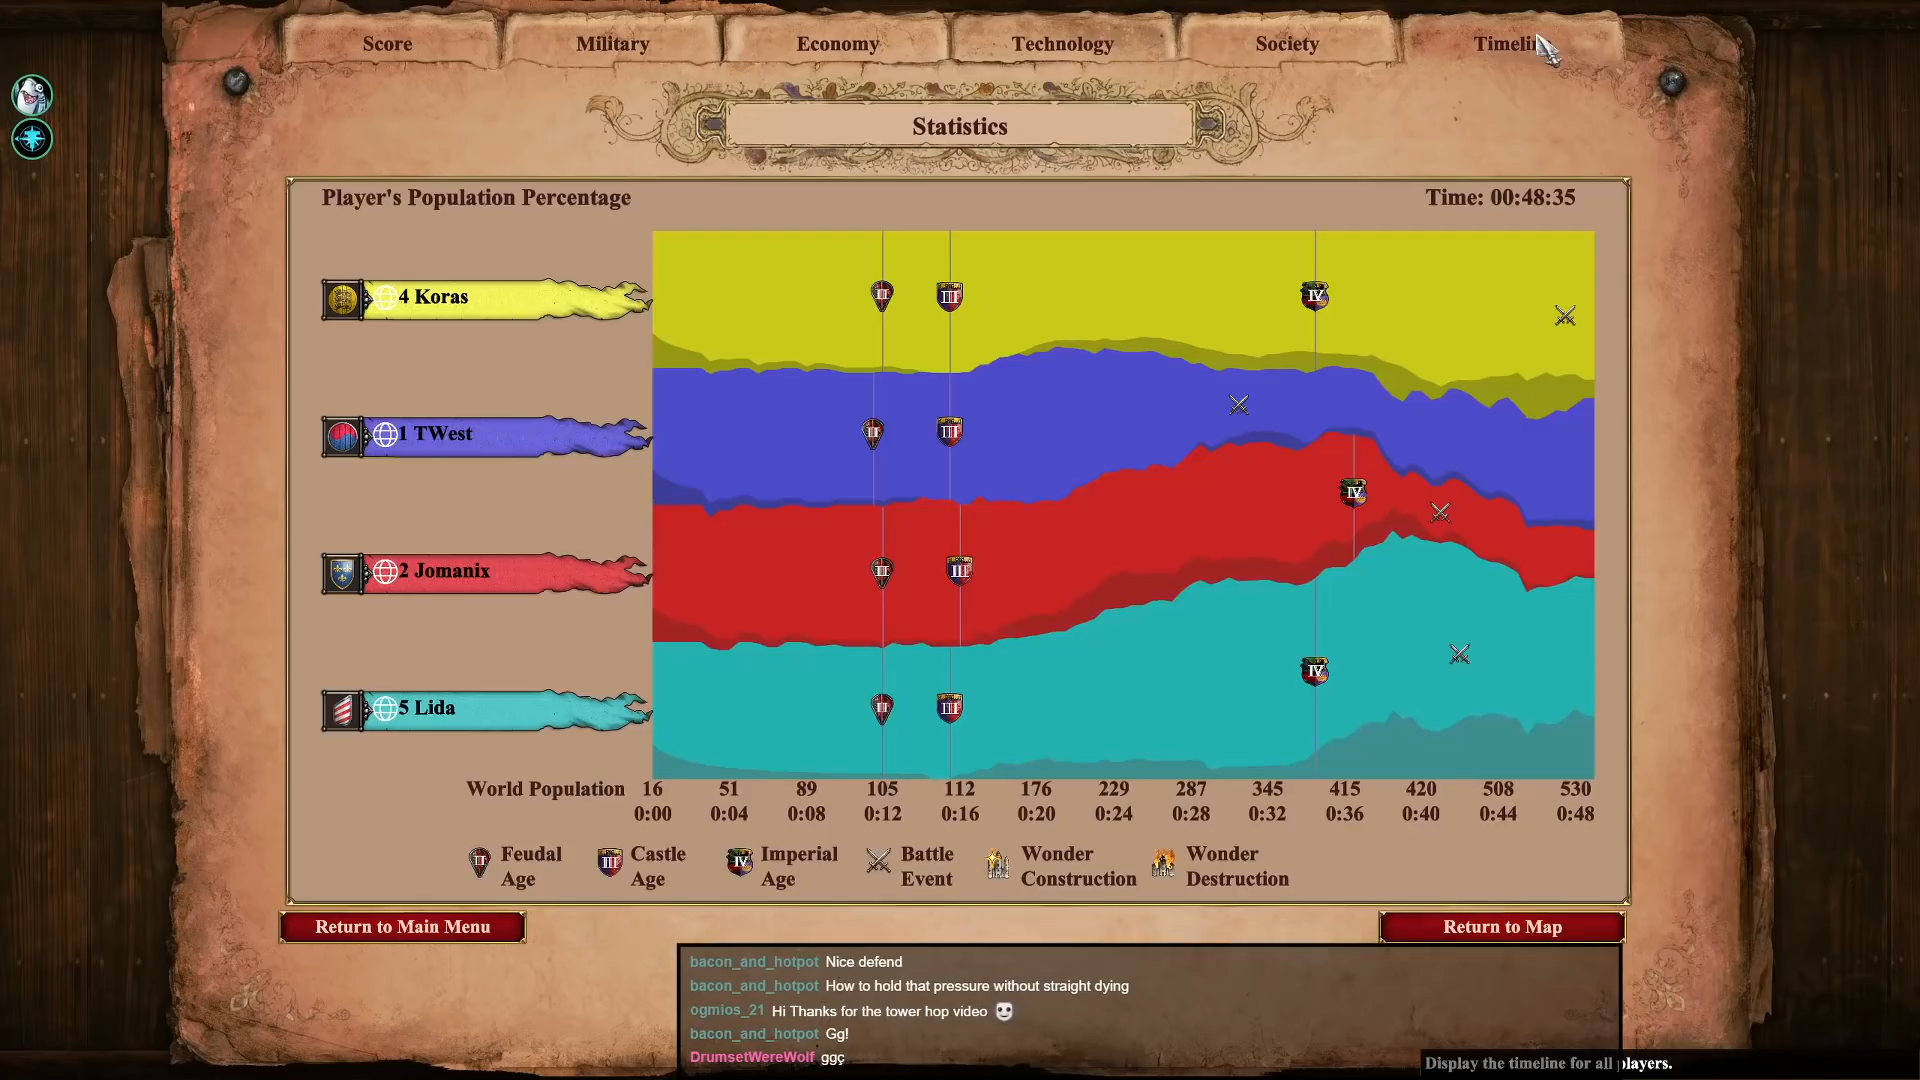 Score Military Economy Technology Society
Statistics
Player's Population Percentage Time: 00:48:35
4 Koras
1 TWest
2 Jomanix
5 Lida
World Population 16 51 89 105 112 176 229 287 345 415 420 508 530
0:00 0:04 0:08 0:12 0:16 0:20 0:24 0:28 0:32 0:36 0:40 0:44 0:48
Feudal Age
Castle Age
Imperial Age
Battle Event
Wonder Construction
Wonder Destruction
Return to Main Menu Return to Map
bacon_and_hotpot Nice defend
bacon_and_hotpot How to hold that pressure without straight dying
ogmios_21 Hi Thanks for the tower hop video
bacon_and_hotpot Gg!
DrumsetWereWolf ggç
Display the timeline for all players.